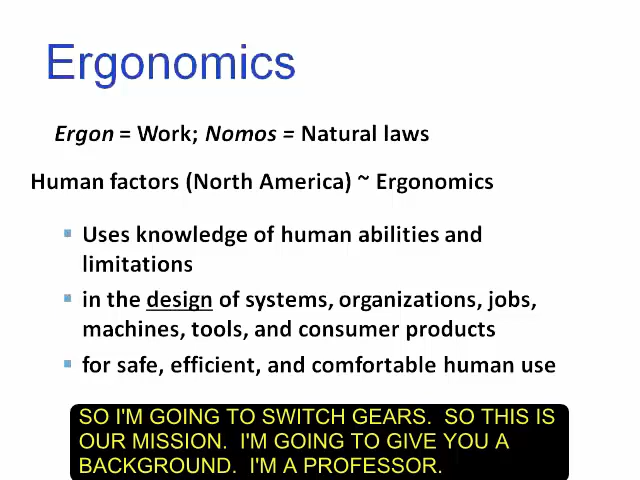 Ergonomics
Ergon = Work; Nomos = Natural laws
Human factors (North America) ~ Ergonomics
Uses knowledge of human abilities and
limitations
in the design of systems, organizations, jobs,
machines, tools, and consumer products
for safe, efficient, and comfortable human use
SO I'M GOING TO SWITCH GEARS.  SO THIS IS
OUR MISSION.  I'M GOING TO GIVE YOU A
BACKGROUND.  I'M A PROFESSOR.